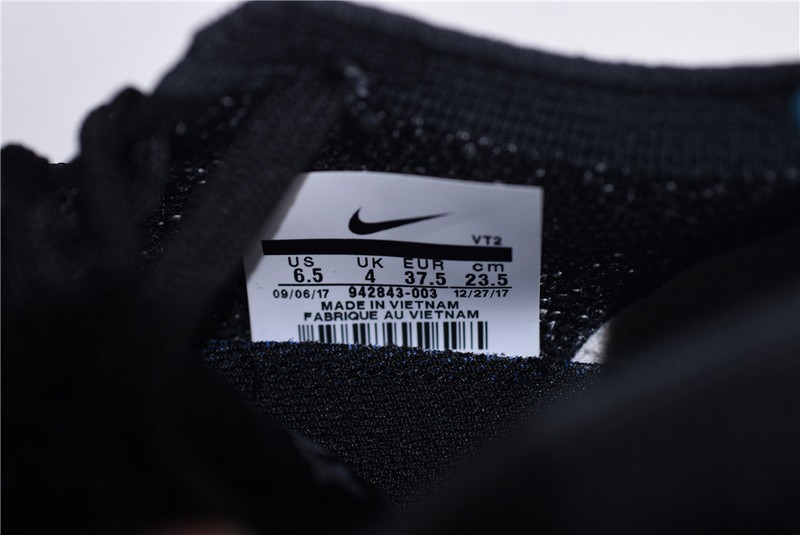 VT2
US UK EUR cm
6.5 4 37.5 23.5
09/06/17 942843-003 12/27/17
MADE IN VIETNAM
FABRIQUE AU VIETNAM